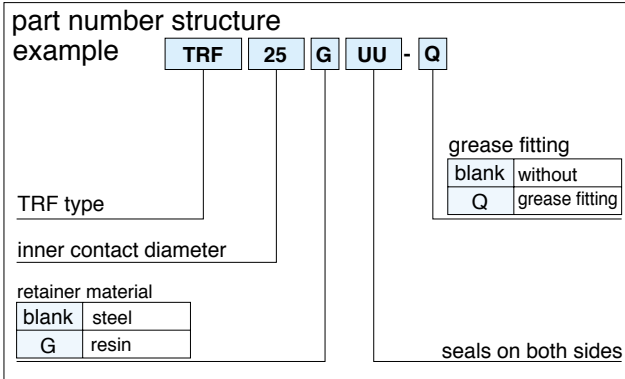 part number structure
example TRF 25 G UU - Q
grease fitting
blank without
Q grease fitting
TRF type
inner contact diameter
retainer material
blank steel
G resin
seals on both sides